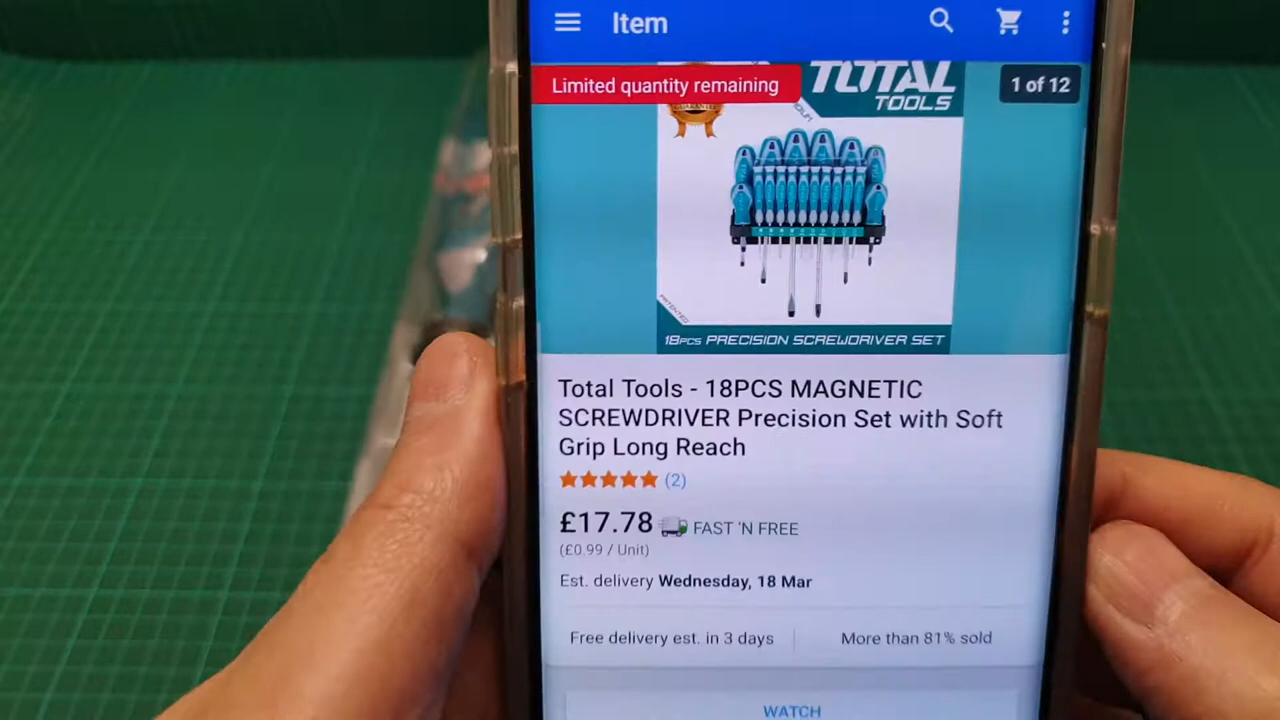 Item
Limited quantity remaining
TOTAL
TOOLS
1 of 12
GUARANTEE
PATENTED
18PCS PRECISION SCREWDRIVER SET
Total Tools - 18PCS MAGNETIC
SCREWDRIVER Precision Set with Soft
Grip Long Reach
(2)
£17.78 FAST 'N FREE
(£0.99 / Unit)
Est. delivery Wednesday, 18 Mar
Free delivery est. in 3 days
More than 81% sold
WATCH